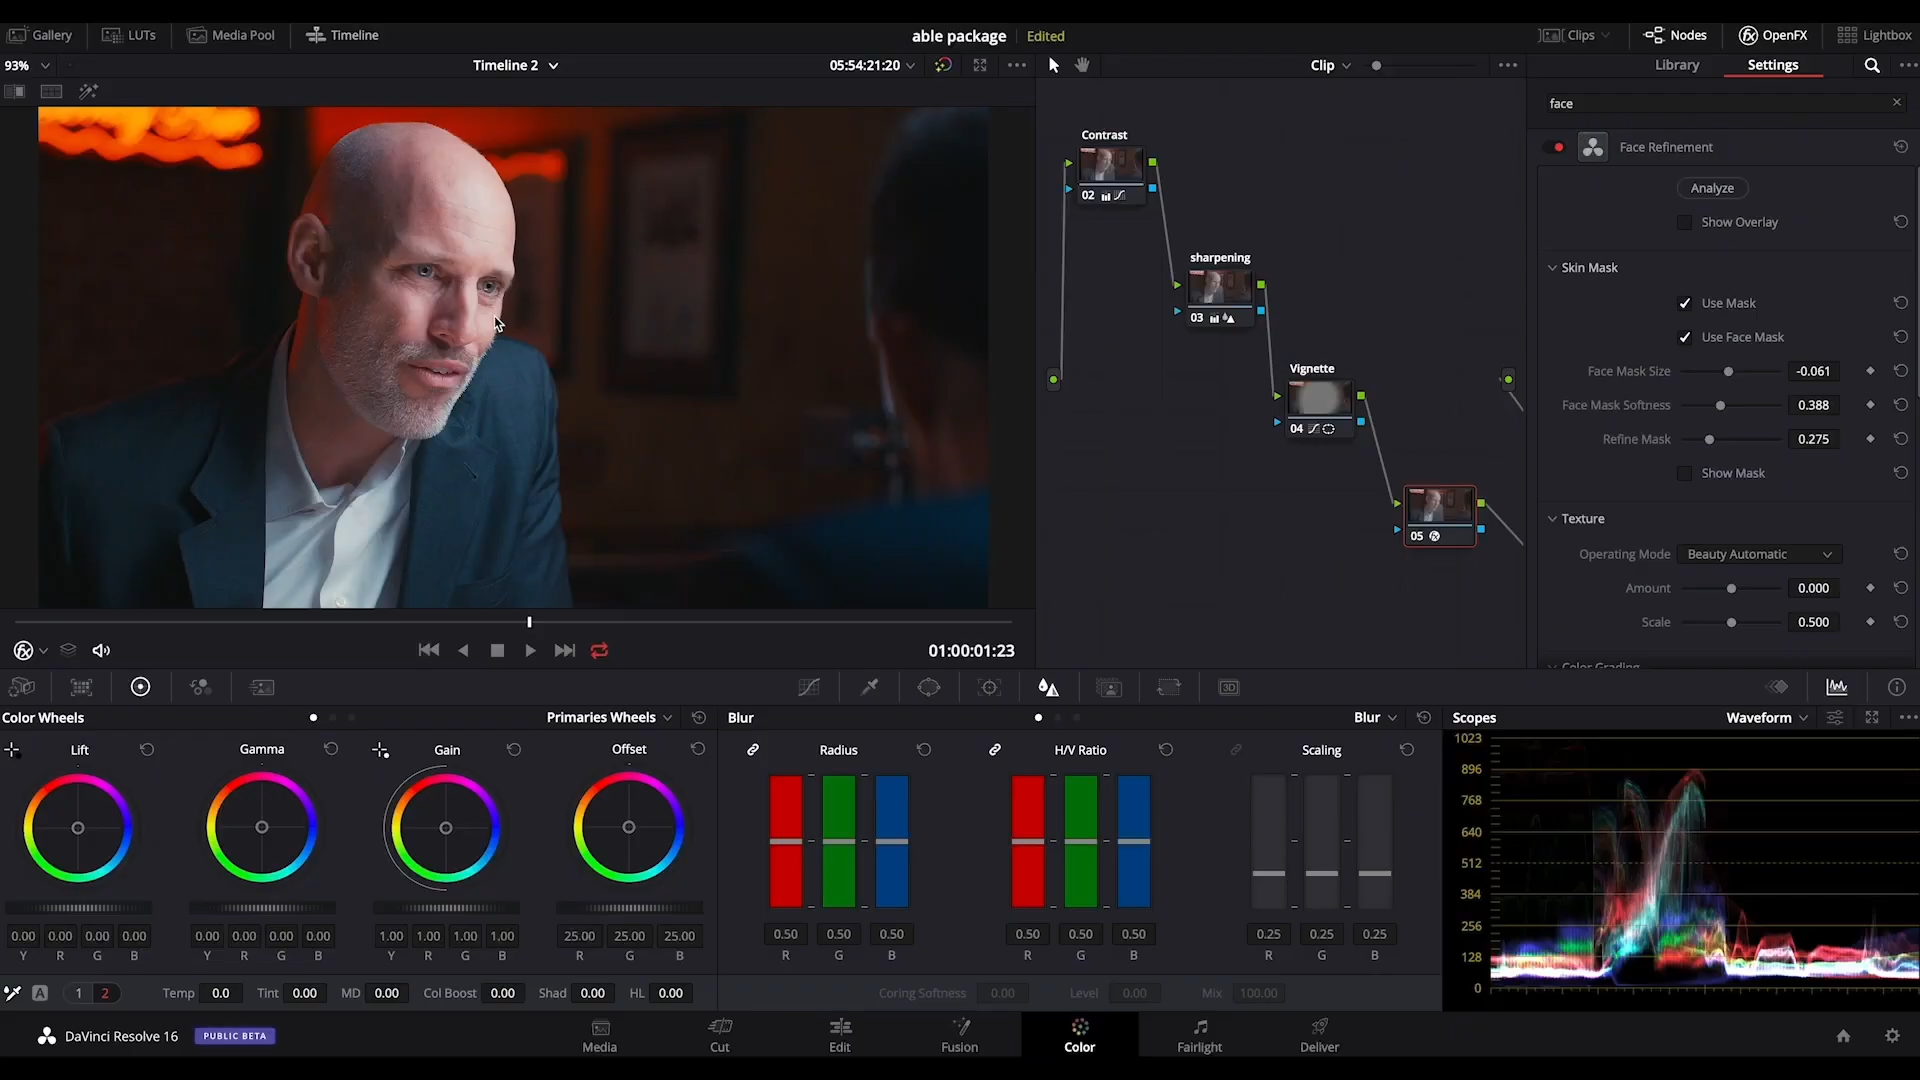 Gallery LUTs Media Pool Timeline able package Edited Clips Nodes OpenFX Lightbox
93% Timeline 2 05:54:21:20 Clip Library Settings
face
Face Refinement
Analyze
Show Overlay
Skin Mask
Use Mask
Use Face Mask
Face Mask Size -0.061
Face Mask Softness 0.388
Refine Mask 0.275
Show Mask
Texture
Operating Mode Beauty Automatic
Amount 0.000
Scale 0.500
Color Grading
Contrast
02
sharpening
03
Vignette
04
05
01:00:01:23
3D
Color Wheels Primaries Wheels Blur Blur Scopes Waveform
Lift Gamma Gain Offset Radius H/V Ratio Scaling
0.00 0.00 0.00 0.00 0.00 0.00 0.00 0.00 1.00 1.00 1.00 1.00 25.00 25.00 25.00 0.50 0.50 0.50 0.50 0.50 0.50 0.25 0.25 0.25
Y R G B Y R G B Y R G B R G B R G B R G B R G B
1023
896
768
640
512
384
256
128
0
A 1 2 Temp 0.0 Tint 0.00 MD 0.00 Col Boost 0.00 Shad 0.00 HL 0.00 Coring Softness 0.00 Level 0.00 Mix 100.00
DaVinci Resolve 16 PUBLIC BETA Media Cut Edit Fusion Color Fairlight Deliver